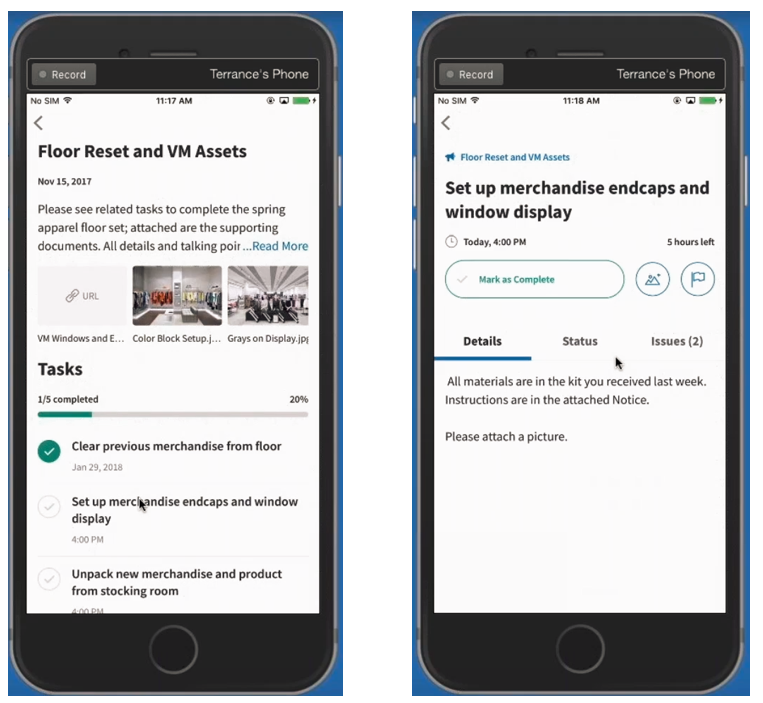 Record
Terrance's Phone
No SIM
11:17 AM
Floor Reset and VM Assets
Nov 15, 2017
Please see related tasks to complete the spring
apparel floor set; attached are the supporting
documents. All details and talking poir ...Read More
URL
VM Windows and E...
Color Block Setup.j...
Grays on Display.jpg
Tasks
1/5 completed
20%
Clear previous merchandise from floor
Jan 29, 2018
Set up merchandise endcaps and window
display
4:00 PM
Unpack new merchandise and product
from stocking room
4:00 PM
Record
Terrance's Phone
No SIM
11:18 AM
Floor Reset and VM Assets
Set up merchandise endcaps and
window display
Today, 4:00 PM
5 hours left
Mark as Complete
Details
Status
Issues (2)
All materials are in the kit you received last week.
Instructions are in the attached Notice.
Please attach a picture.